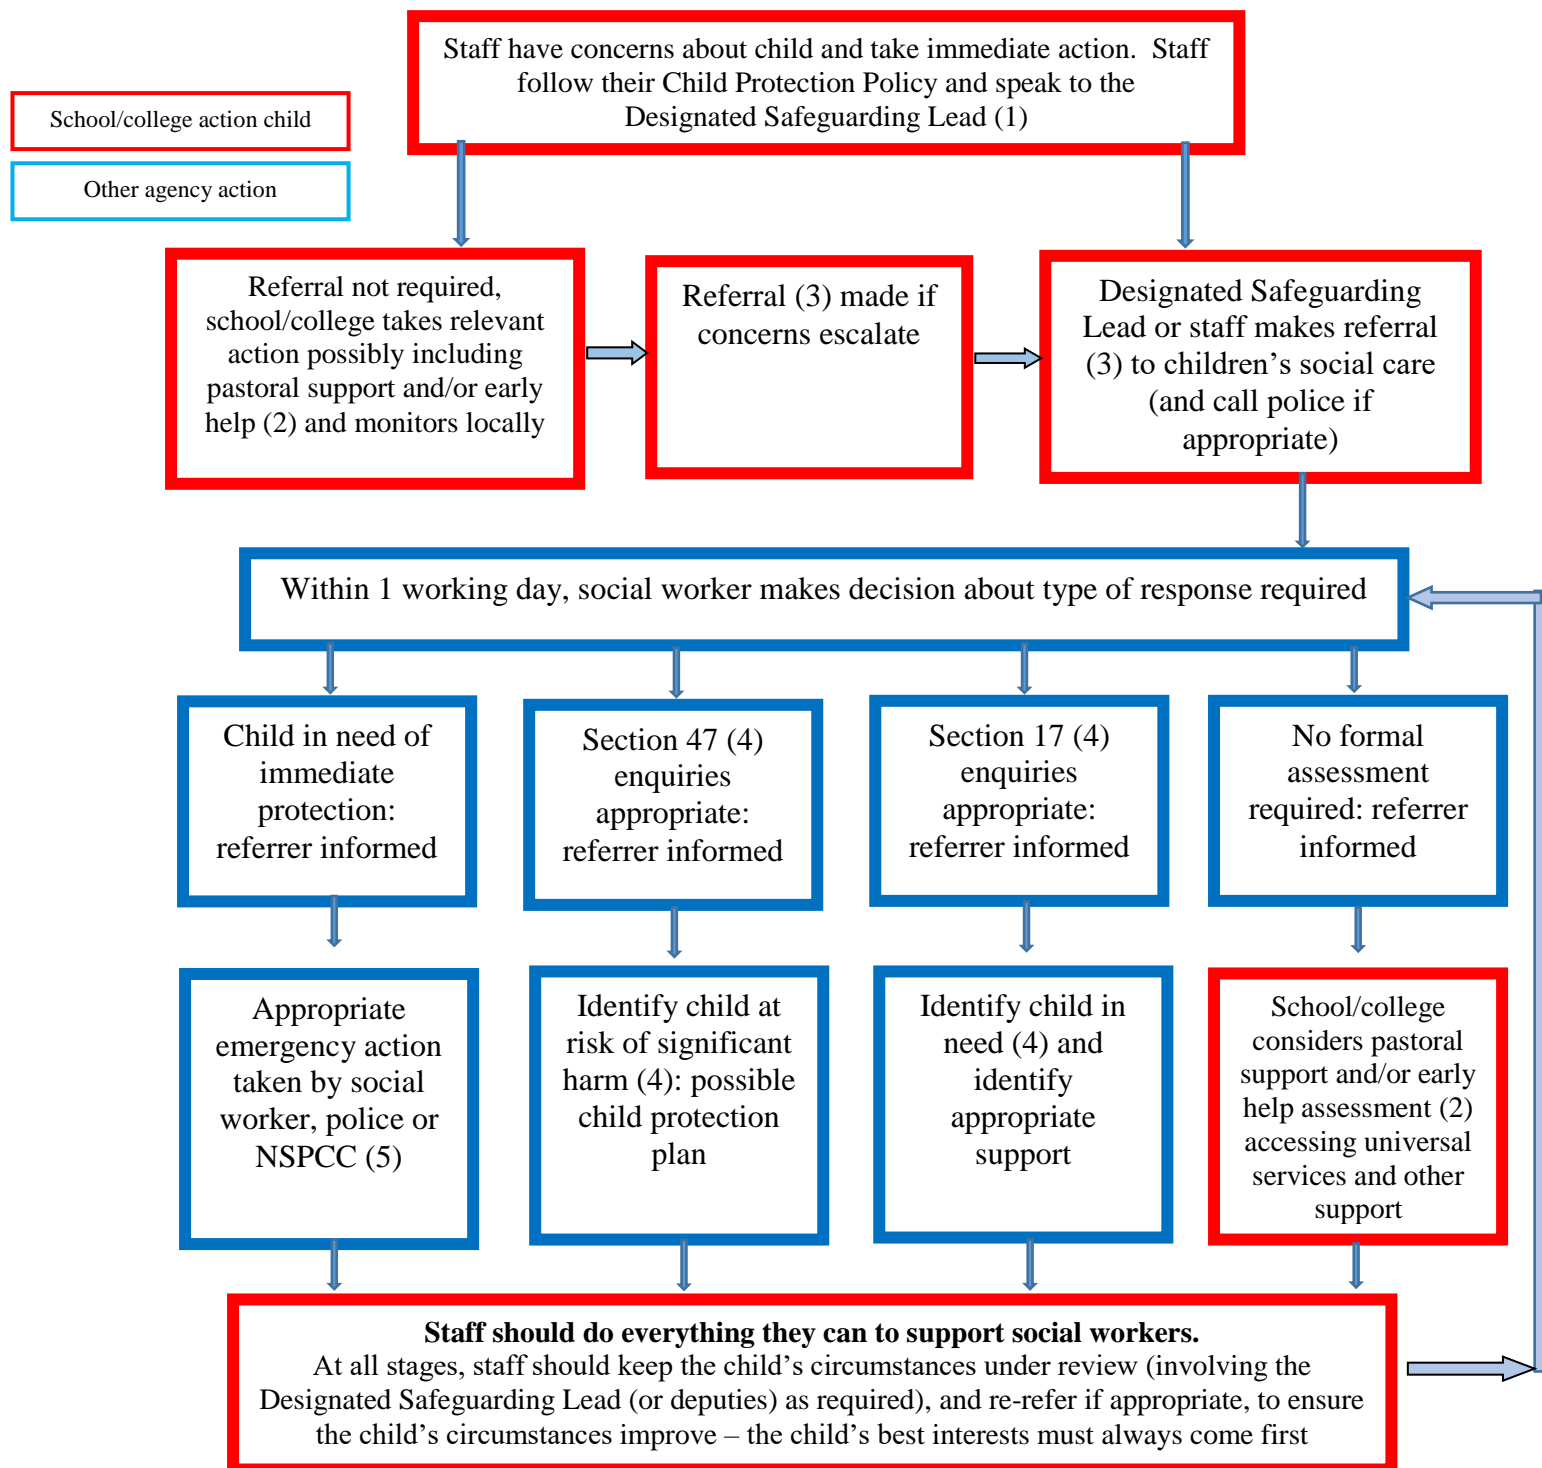 Staff have concerns about child and take immediate action.  Staff
follow their Child Protection Policy and speak to the
Designated Safeguarding Lead (1)
School/college action child
Other agency action
Referral not required,
school/college takes relevant
action possibly including
pastoral support and/or early
help (2) and monitors locally
Referral (3) made if
concerns escalate
Designated Safeguarding
Lead or staff makes referral
(3) to children’s social care
(and call police if
appropriate)
Within 1 working day, social worker makes decision about type of response required
Child in need of
immediate
protection:
referrer informed
Section 47 (4)
enquiries
appropriate:
referrer informed
Section 17 (4)
enquiries
appropriate:
referrer informed
No formal
assessment
required: referrer
informed
Appropriate
emergency action
taken by social
worker, police or
NSPCC (5)
Identify child at
risk of significant
harm (4): possible
child protection
plan
Identify child in
need (4) and
identify
appropriate
support
School/college
considers pastoral
support and/or early
help assessment (2)
accessing universal
services and other
support
Staff should do everything they can to support social workers.
At all stages, staff should keep the child’s circumstances under review (involving the
Designated Safeguarding Lead (or deputies) as required), and re-refer if appropriate, to ensure
the child’s circumstances improve – the child’s best interests must always come first